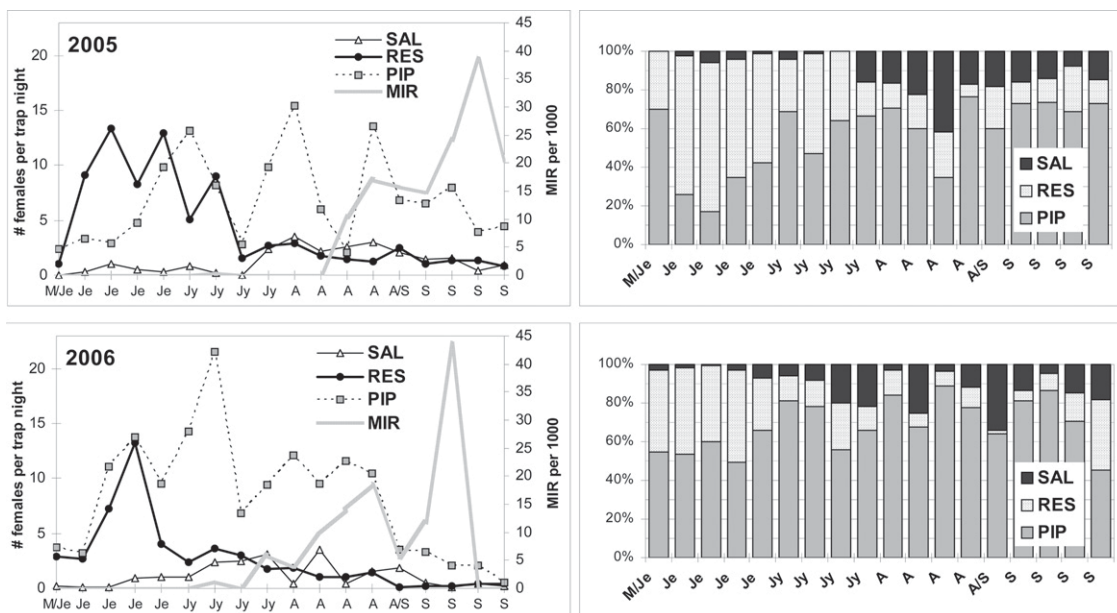 2005
SAL
RES
PIP
MIR
# females per trap night
20
15
10
5
0
MIR per 1000
45
40
35
30
25
20
15
10
5
0
M/Je Je Je Je Je Jy Jy Jy Jy A A A A A/S S S S S
100%
80%
60%
40%
20%
0%
SAL
RES
PIP
M/Je Je Je Je Je Jy Jy Jy Jy A A A A A/S S S S S
2006
SAL
RES
PIP
MIR
# females per trap night
20
15
10
5
0
MIR per 1000
45
40
35
30
25
20
15
10
5
0
M/Je Je Je Je Je Jy Jy Jy Jy A A A A A/S S S S S
100%
80%
60%
40%
20%
0%
SAL
RES
PIP
M/Je Je Je Je Je Jy Jy Jy Jy A A A A A/S S S S S